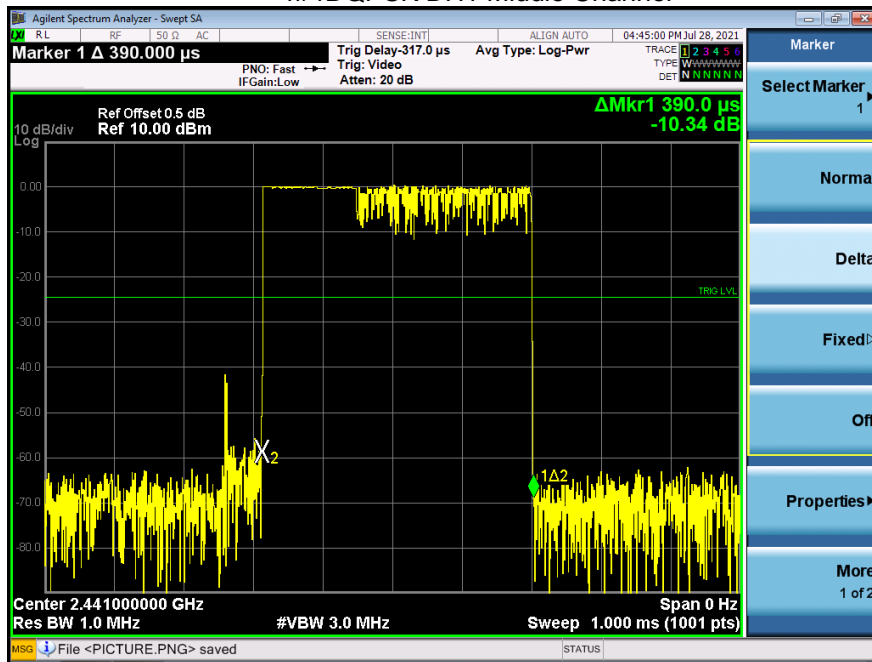 Agilent Spectrum Analyzer - Swept SA
LXI RL RF 50 Ω AC SENSE:INT ALIGN AUTO 04:45:00 PM Jul 28, 2021
Marker 1 Δ 390.000 µs
PNO: Fast
IFGain:Low
Trig Delay-317.0 µs
Trig: Video
Atten: 20 dB
Avg Type: Log-Pwr
TRACE 1 2 3 4 5 6
TYPE WWWWWW
DET N N N N N N
ΔMkr1 390.0 µs
-10.34 dB
Ref Offset 0.5 dB
10 dB/div Ref 10.00 dBm
Log
0.00
-10.0
-20.0
TRIG LVL
-30.0
-40.0
-50.0
-60.0
X2
1Δ2
-70.0
-80.0
Center 2.441000000 GHz Span 0 Hz
Res BW 1.0 MHz #VBW 3.0 MHz Sweep 1.000 ms (1001 pts)
MSG File <PICTURE.PNG> saved STATUS
Marker
Select Marker
1
Norma
Delta
Fixed
Off
Properties
More
1 of 2